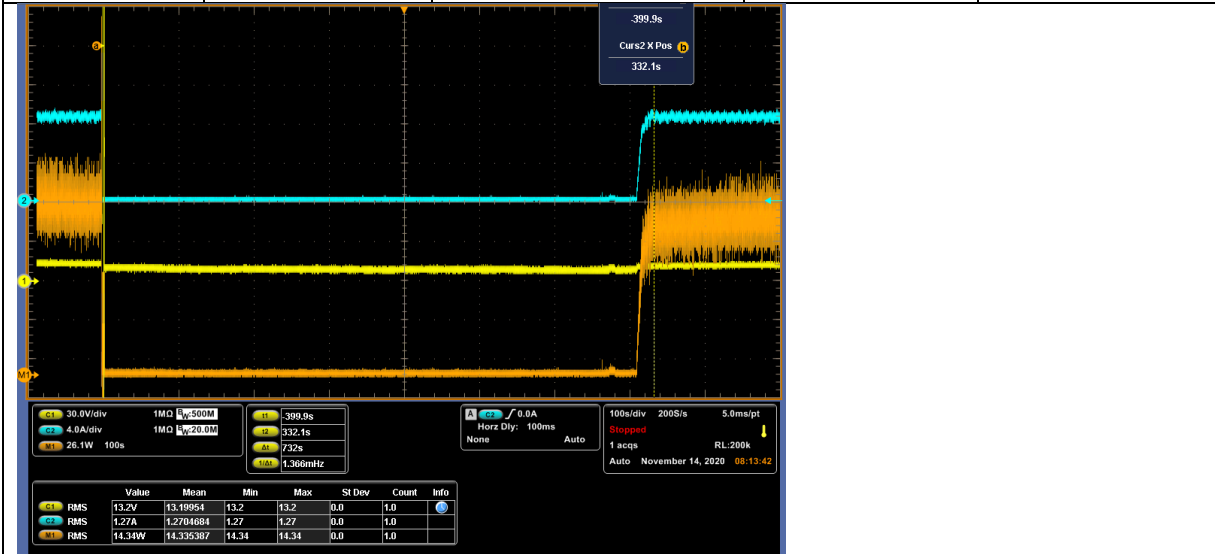 -399.9s
a
Curs2 X Pos b
332.1s
2
1
M1
C1 30.0V/div 1MΩ BW:500M
C2 4.0A/div 1MΩ BW:20.0M
M1 26.1W 100s
t1 -399.9s
t2 332.1s
Δt 732s
1/Δt 1.366mHz
A C2 / 0.0A
Horz Dly: 100ms
None Auto
100s/div 200S/s 5.0ms/pt
Stopped
1 acqs RL:200k
Auto November 14, 2020 08:13:42
Value Mean Min Max St Dev Count Info
C1 RMS 13.2V 13.19954 13.2 13.2 0.0 1.0
C2 RMS 1.27A 1.2704684 1.27 1.27 0.0 1.0
M1 RMS 14.34W 14.335387 14.34 14.34 0.0 1.0